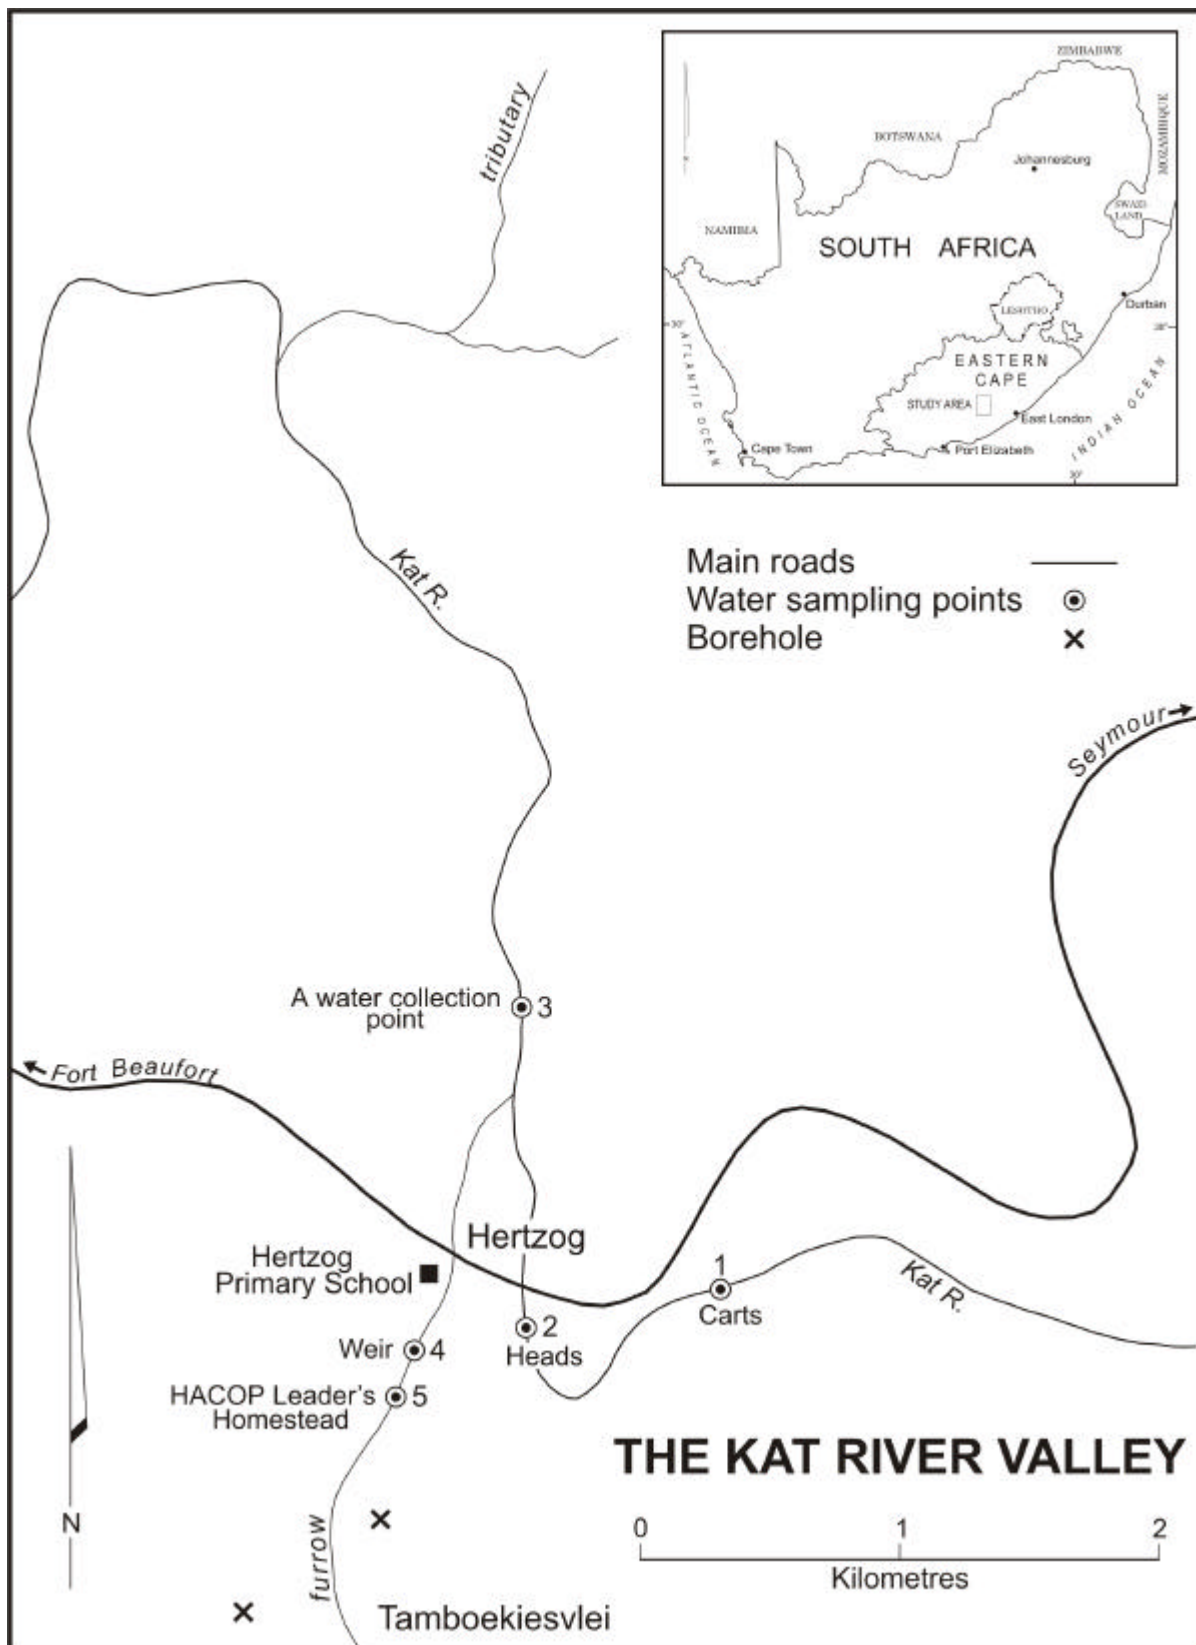 tributary
ZIMBABWE
BOTSWANA
MOZAMBIQUE
Johannesburg
SWAZI
LAND
NAMIBIA
SOUTH AFRICA
Durban
LESOTHO
30°
ATLANTIC OCEAN
EASTERN
CAPE
STUDY AREA
East London
INDIAN OCEAN
Cape Town
Port Elizabeth
30°
Kat R.
Main roads
Water sampling points
Borehole
Seymour
A water collection
point
3
Fort Beaufort
Hertzog
Hertzog
Primary School
1
Carts
Kat R.
2
Heads
Weir
4
HACOP Leader's
Homestead
5
THE KAT RIVER VALLEY
N
0 1 2
Kilometres
furrow
Tamboekiesvlei